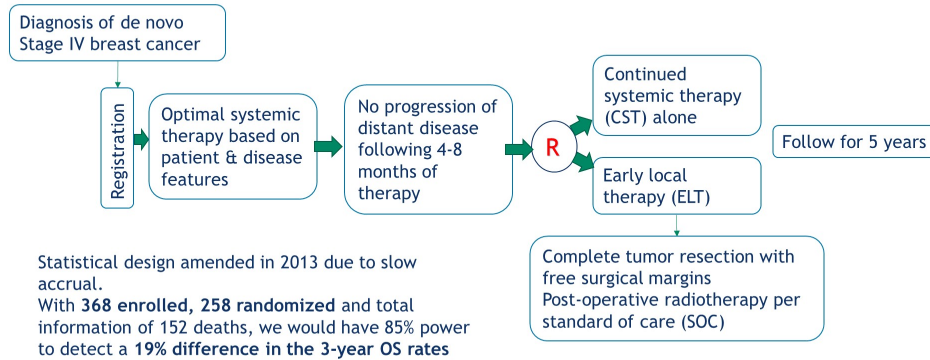 Diagnosis of de novo
Stage IV breast cancer
Registration
Optimal systemic
therapy based on
patient & disease
features
No progression of
distant disease
following 4-8
months of
therapy
R
Continued
systemic therapy
(CST) alone
Early local
therapy (ELT)
Follow for 5 years
Complete tumor resection with
free surgical margins
Post-operative radiotherapy per
standard of care (SOC)
Statistical design amended in 2013 due to slow
accrual.
With 368 enrolled, 258 randomized and total
information of 152 deaths, we would have 85% power
to detect a 19% difference in the 3-year OS rates